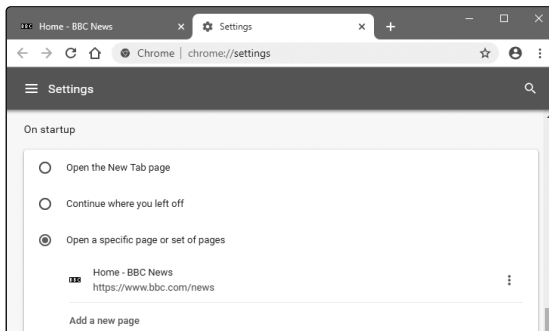 BBC Home - BBC News
Settings
Chrome | chrome://settings
Settings
On startup
Open the New Tab page
Continue where you left off
Open a specific page or set of pages
BBC Home - BBC News
https://www.bbc.com/news
Add a new page